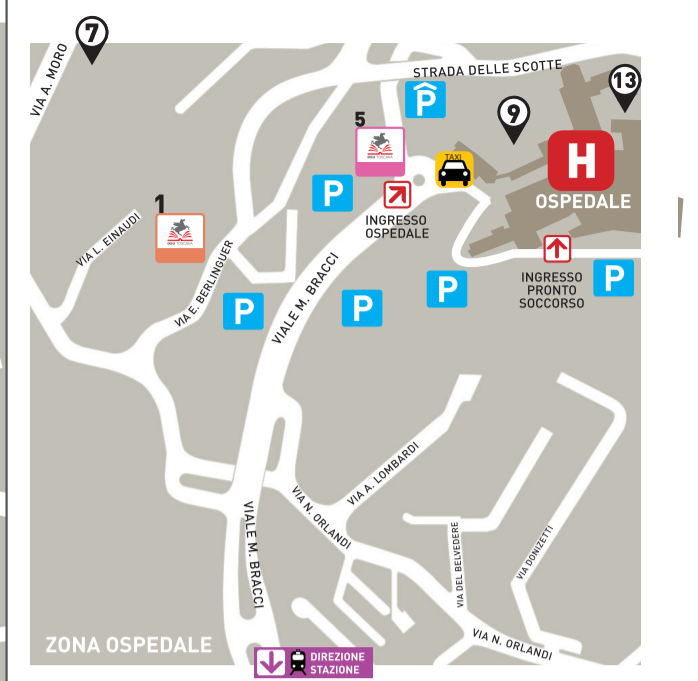 7
VIA A. MORO
STRADA DELLE SCOTTE
13
P
9
5
TAXI
H
OSPEDALE
P
INGRESSO
OSPEDALE
1
VIA L. EINAUDI
VIA E. BERLINGUER
INGRESSO
PRONTO
SOCCORSO
P
P
P
P
VIALE M. BRACCI
VIA A. LOMBARDI
VIA N. ORLANDI
VIALE M. BRACCI
VIA DEL BELVEDERE
VIA DONIZETTI
VIA N. ORLANDI
ZONA OSPEDALE
DIREZIONE
STAZIONE